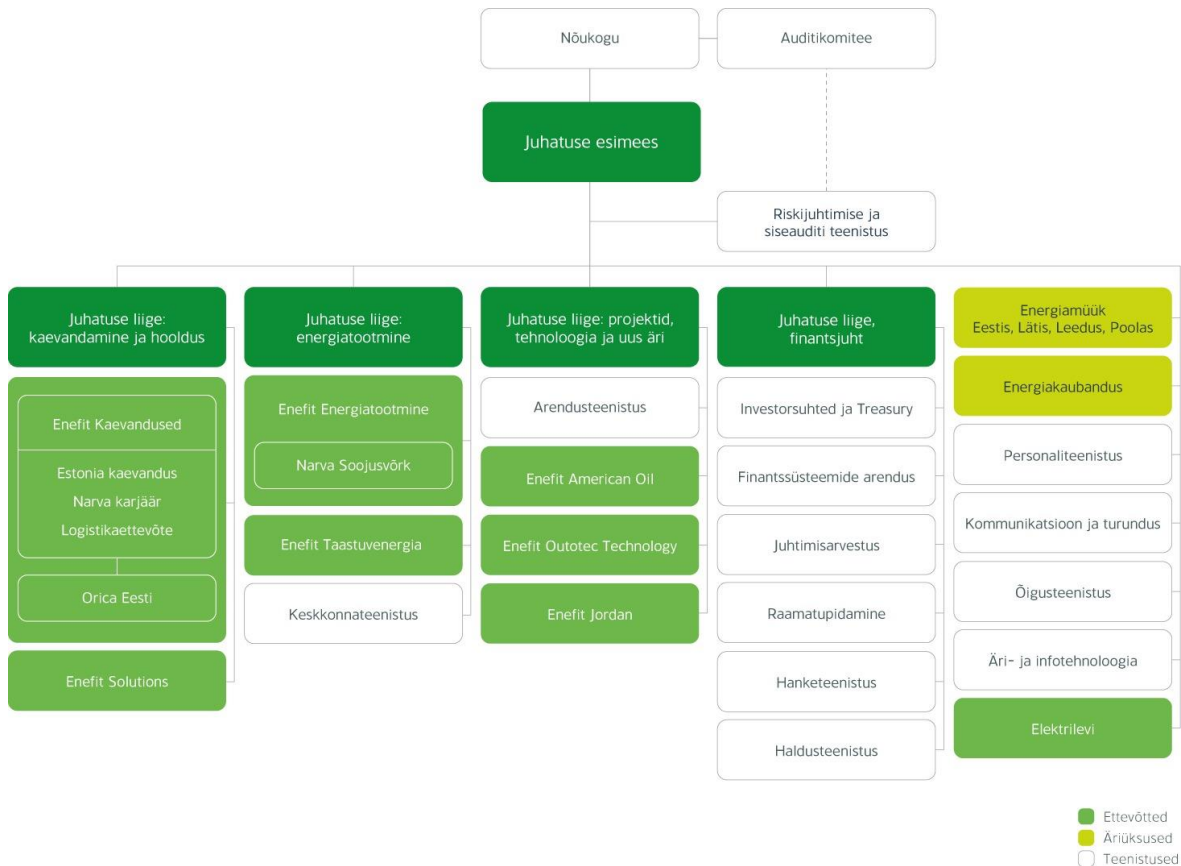 Nõukogu
Auditikomitee
Juhatuse esimees
Riskijuhtimise ja
siseauditi teenistus
Juhatuse liige:
kaevandamine ja hooldus
Enefit Kaevandused
Estonia kaevandus
Narva karjäär
Logistikaettevõte
Orica Eesti
Enefit Solutions
Juhatuse liige:
energiatootmine
Enefit Energiatootmine
Narva Soojusvõrk
Enefit Taastuvenergia
Keskkonnateenistus
Juhatuse liige: projektid,
tehnoloogia ja uus äri
Arendusteenistus
Enefit American Oil
Enefit Outotec Technology
Enefit Jordan
Juhatuse liige,
finantsjuht
Investorsuhted ja Treasury
Finantssüsteemide arendus
Juhtimisarvestus
Raamatupidamine
Hanketeenistus
Haldusteenistus
Energiamüük
Eestis, Lätis, Leedus, Poolas
Energiakaubandus
Personaliteenistus
Kommunikatsioon ja turundus
Õigusteenistus
Äri- ja infotehnoloogia
Elektrilevi
Ettevõtted
Äriüksused
Teenistused